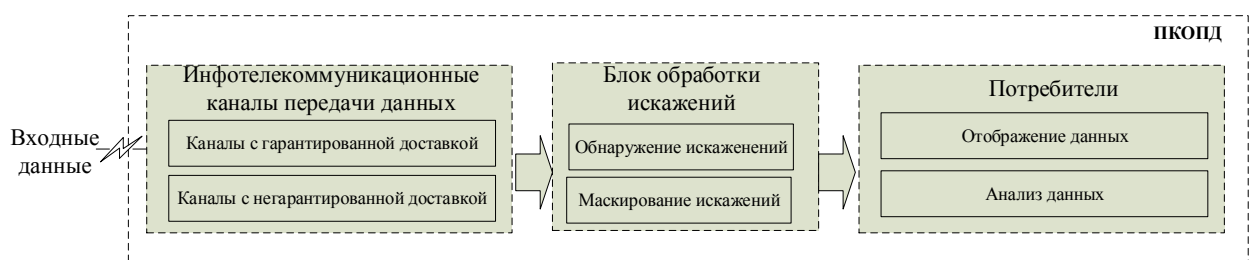 ПКОПД
Входные
данные
Инфотелекоммуникационные
каналы передачи данных
Каналы с гарантированной доставкой
Каналы с негарантированной доставкой
Блок обработки
искажений
Обнаружение искаженений
Маскирование искажений
Потребители
Отображение данных
Анализ данных